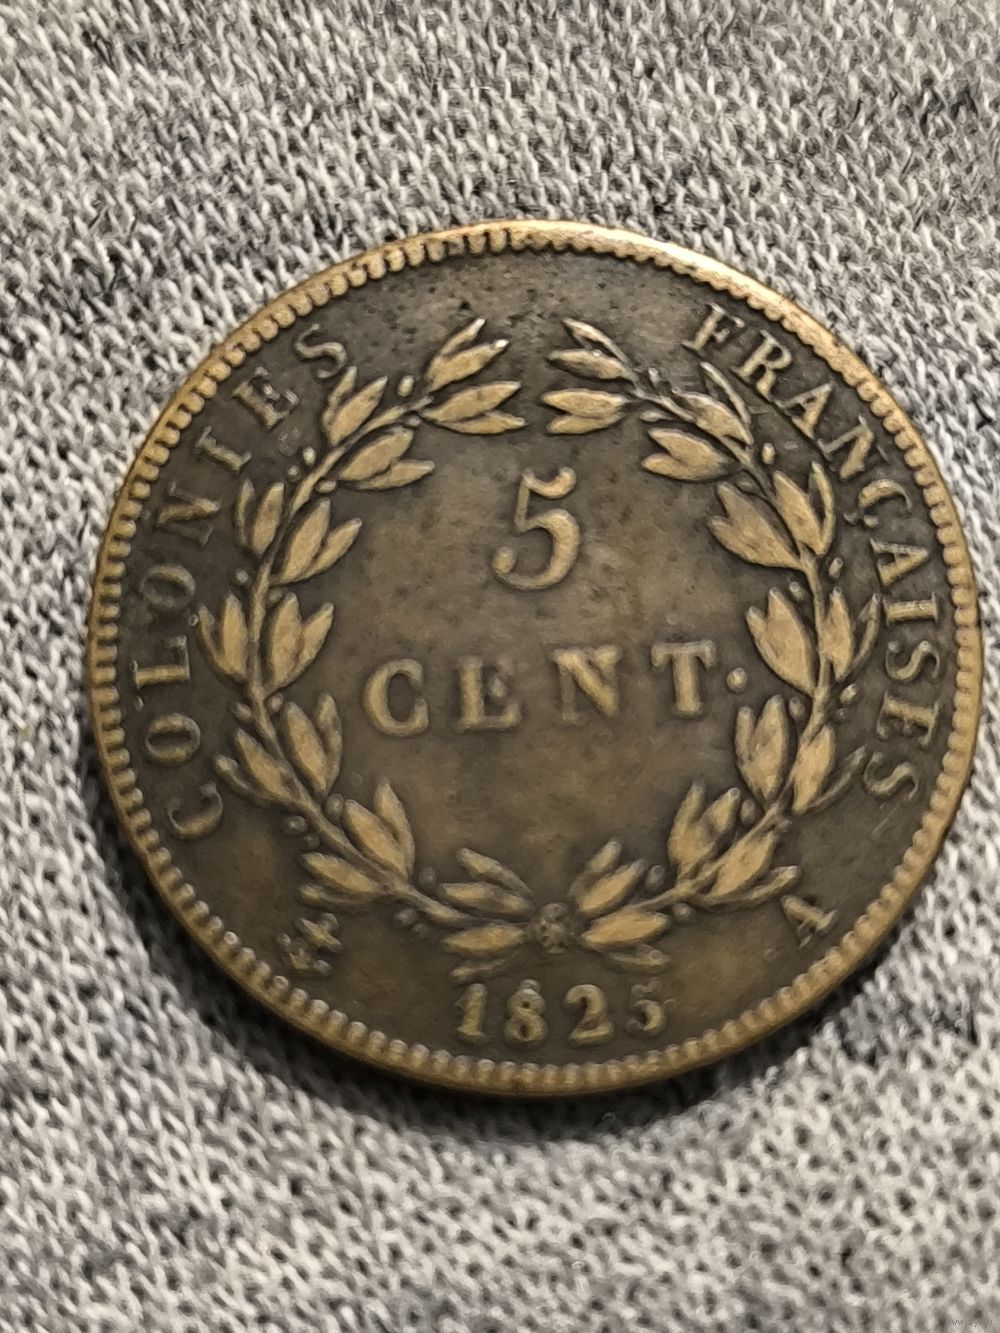 COLONIES FRANÇAISES
5
CENT.
A
1825